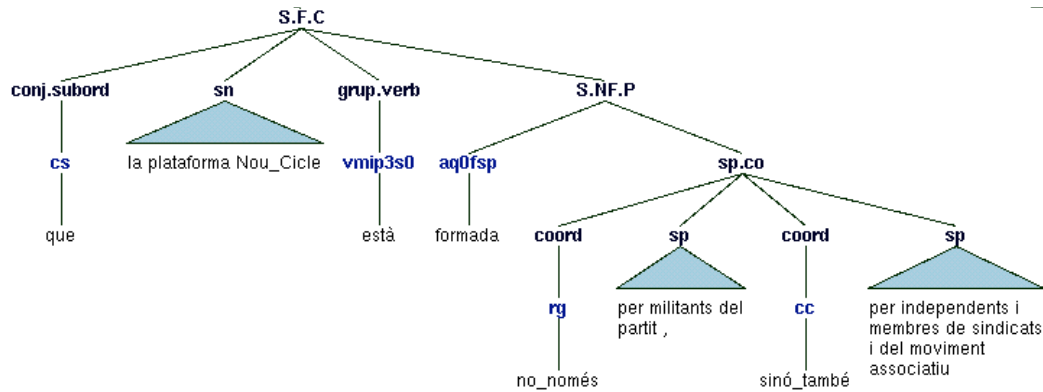 S.F.C
conj.subord sn grup.verb S.NF.P
cs la plataforma Nou_Cicle vmip3s0 aq0fsp sp.co
que està formada coord sp coord sp
rg per militants del partit , cc per independents i membres de sindicats i del moviment associatiu
no_només sinó_també